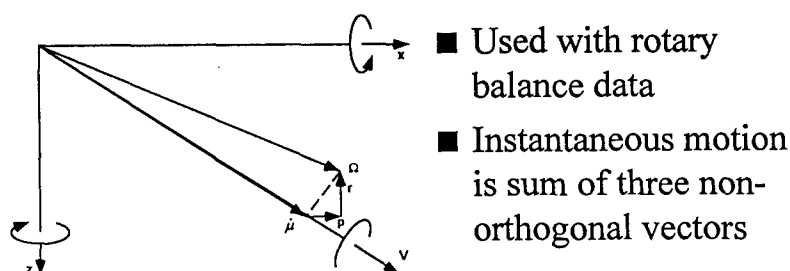 x
■ Used with rotary
balance data
■ Instantaneous motion
is sum of three non-
orthogonal vectors
Ω
r
μ̇
p
V
z